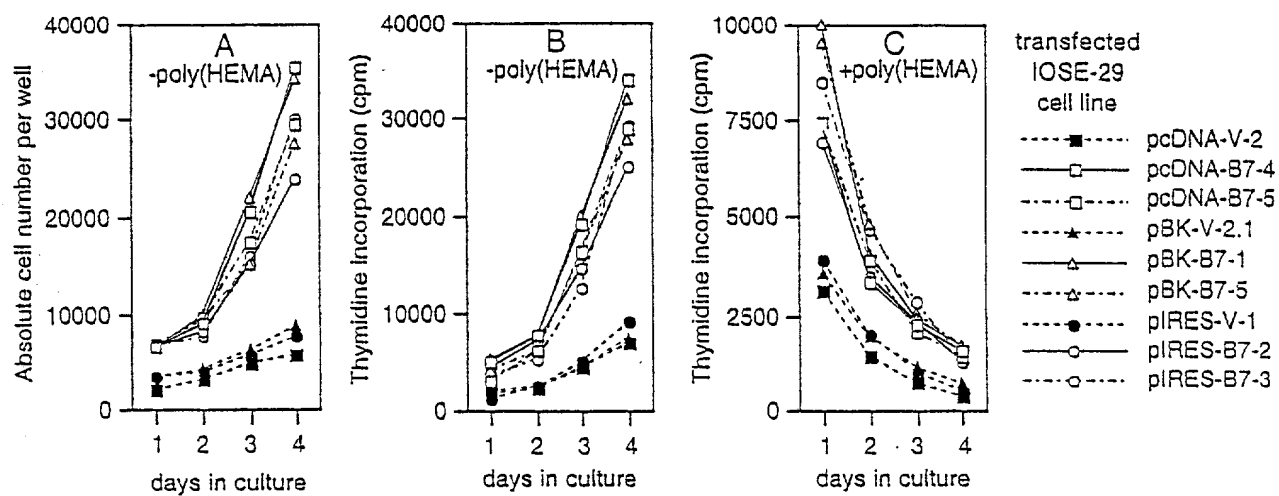 A
-poly(HEMA)
Absolute cell number per well
40000
30000
20000
10000
0
1 2 3 4
days in culture
B
-poly(HEMA)
Thymidine incorporation (cpm)
40000
30000
20000
10000
0
1 2 3 4
days in culture
C
+poly(HEMA)
Thymidine incorporation (cpm)
10000
7500
5000
2500
0
1 2 3 4
days in culture
transfected
IOSE-29
cell line
pcDNA-V-2
pcDNA-B7-4
pcDNA-B7-5
pBK-V-2.1
pBK-B7-1
pBK-B7-5
pIRES-V-1
pIRES-B7-2
pIRES-B7-3